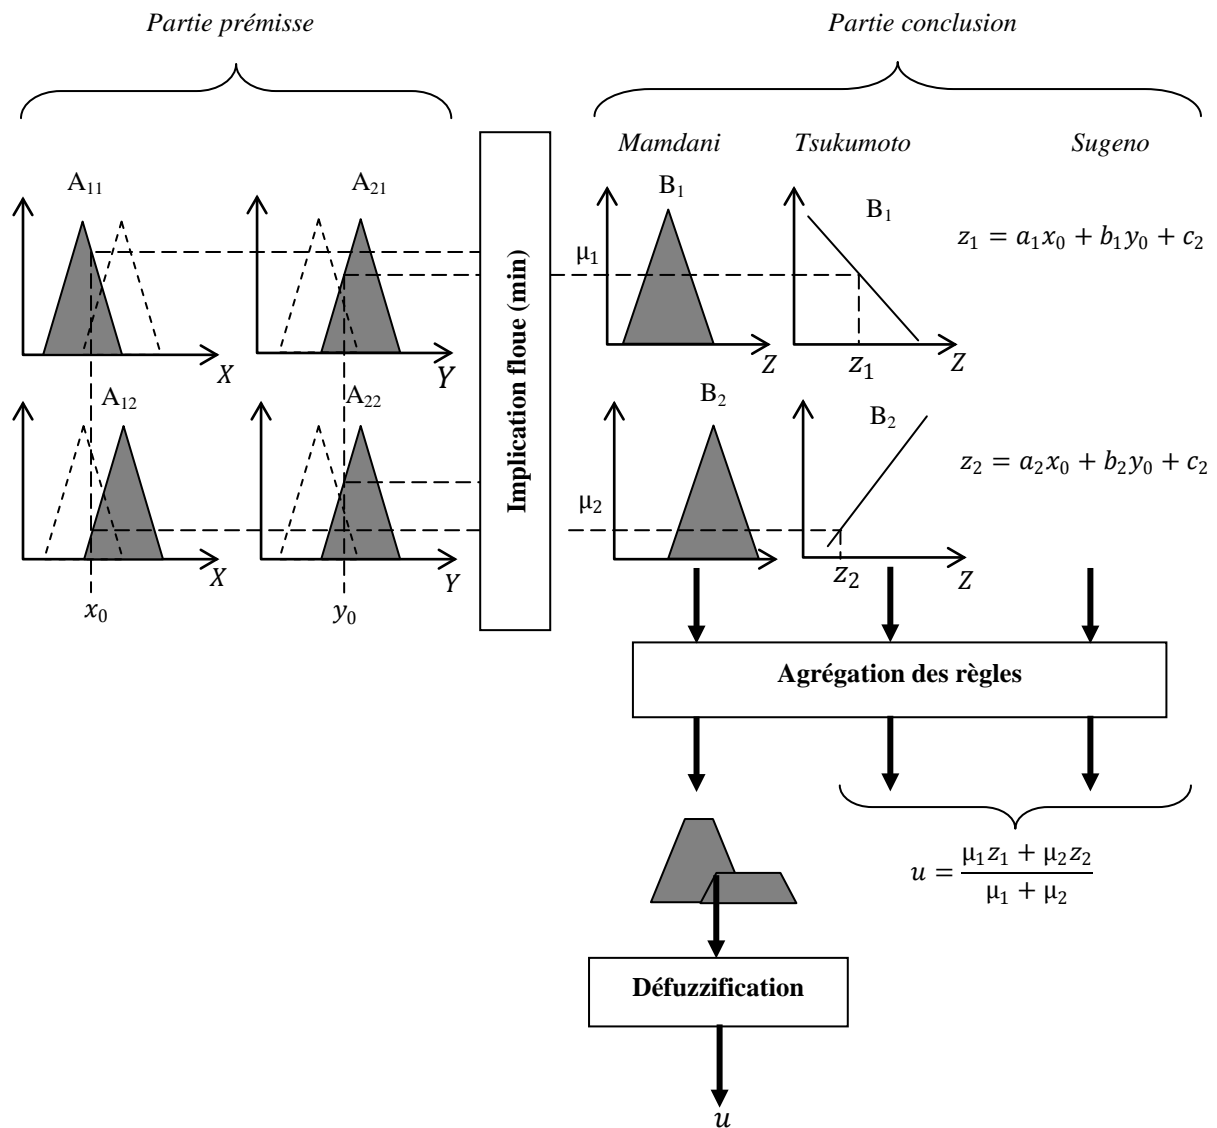 Partie prémisse
Partie conclusion
Mamdani
Tsukumoto
Sugeno
A₁₁
A₂₁
B₁
B₁
z₁ = a₁x₀ + b₁y₀ + c₂
μ₁
X
Y
Z
z₁
Z
Implication floue (min)
A₁₂
A₂₂
B₂
B₂
z₂ = a₂x₀ + b₂y₀ + c₂
μ₂
X
Y
z₂
Z
x₀
y₀
Agrégation des règles
u = (μ₁z₁ + μ₂z₂) / (μ₁ + μ₂)
Défuzzification
u